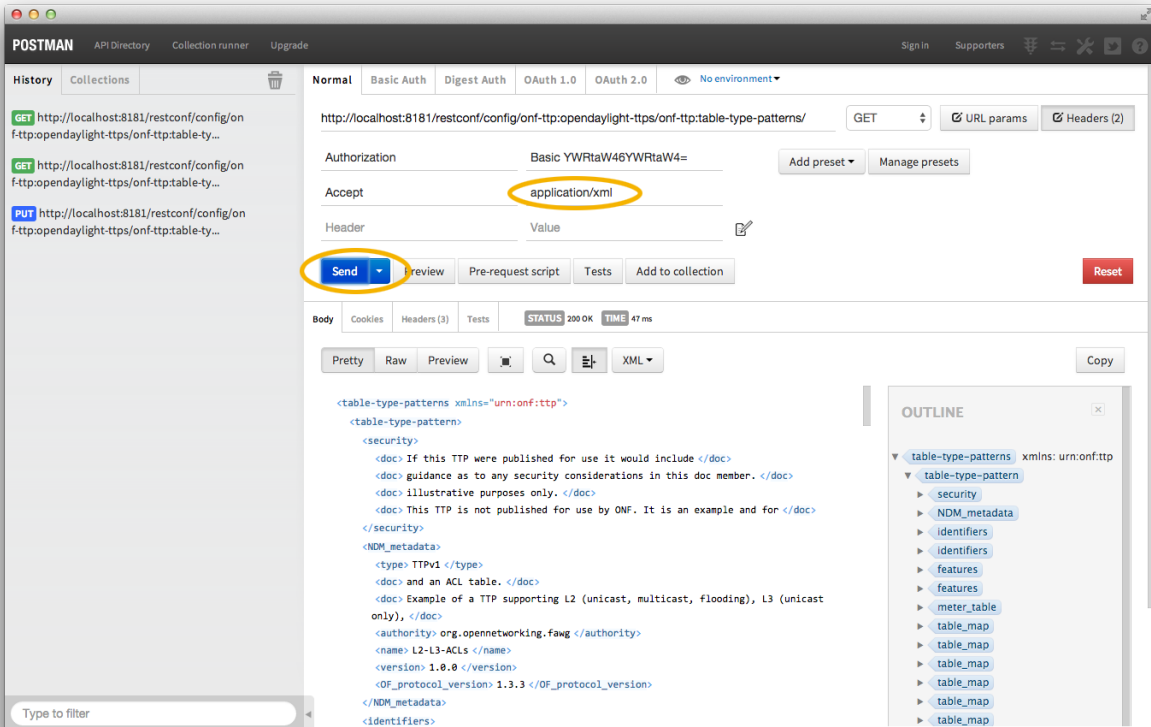 POSTMAN API Directory Collection runner Upgrade Sign in Supporters
History Collections
GET http://localhost:8181/restconf/config/on
f-ttp:opendaylight-ttps/onf-ttp:table-ty...
GET http://localhost:8181/restconf/config/on
f-ttp:opendaylight-ttps/onf-ttp:table-ty...
PUT http://localhost:8181/restconf/config/on
f-ttp:opendaylight-ttps/onf-ttp:table-ty...
Type to filter
Normal Basic Auth Digest Auth OAuth 1.0 OAuth 2.0 No environment
http://localhost:8181/restconf/config/onf-ttp:opendaylight-ttps/onf-ttp:table-type-patterns/ GET URL params Headers (2)
Authorization Basic YWRtaW46YWRtaW4= Add preset Manage presets
Accept application/xml
Header Value
Send Preview Pre-request script Tests Add to collection Reset
Body Cookies Headers (3) Tests STATUS 200 OK TIME 47 ms
Pretty Raw Preview XML Copy
<table-type-patterns xmlns="urn:onf:ttp">
<table-type-pattern>
<security>
<doc> If this TTP were published for use it would include </doc>
<doc> guidance as to any security considerations in this doc member. </doc>
<doc> illustrative purposes only. </doc>
<doc> This TTP is not published for use by ONF. It is an example and for </doc>
</security>
<NDM_metadata>
<type> TTPv1 </type>
<doc> and an ACL table. </doc>
<doc> Example of a TTP supporting L2 (unicast, multicast, flooding), L3 (unicast
only), </doc>
<authority> org.opennetworking.fawg </authority>
<name> L2-L3-ACLs </name>
<version> 1.0.0 </version>
<OF_protocol_version> 1.3.3 </OF_protocol_version>
</NDM_metadata>
<identifiers>
OUTLINE
table-type-patterns xmlns: urn:onf:ttp
table-type-pattern
security
NDM_metadata
identifiers
identifiers
features
features
meter_table
table_map
table_map
table_map
table_map
table_map
table_map